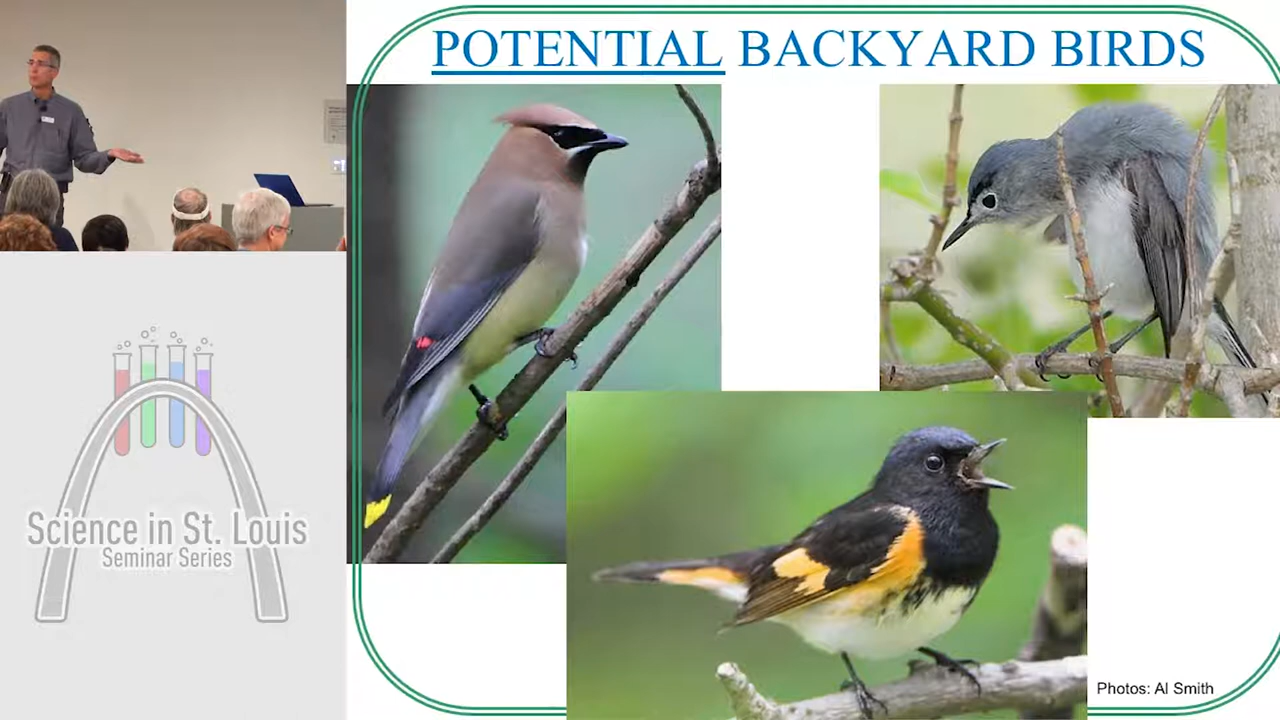 POTENTIAL BACKYARD BIRDS
Science in St. Louis
Seminar Series
Photos: Al Smith